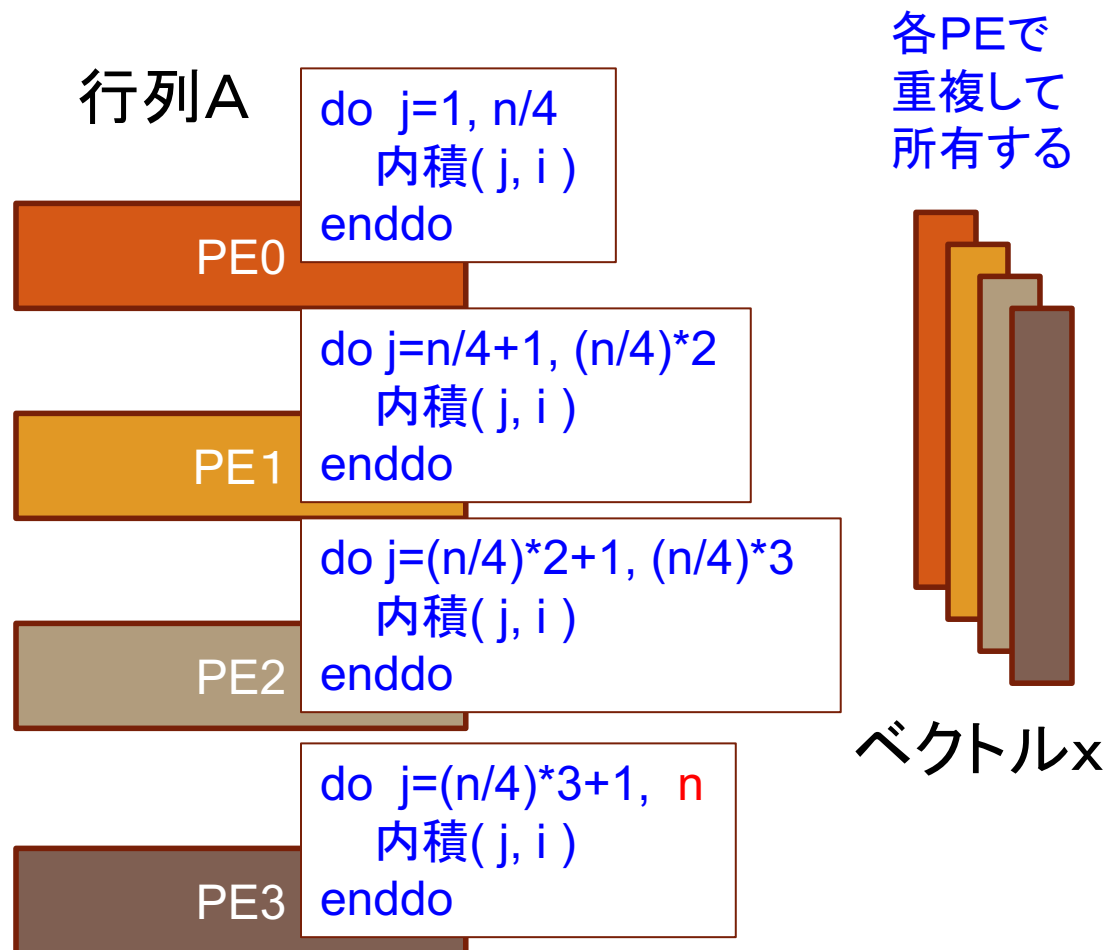 行列A
do  j=1, n/4
内積( j, i )
enddo
PE0
do j=n/4+1, (n/4)*2
内積( j, i )
enddo
PE１
do j=(n/4)*2+1, (n/4)*3
内積( j, i )
enddo
PE2
do  j=(n/4)*3+1,  n
内積( j, i )
enddo
PE3
各PEで
重複して
所有する
ベクトルx